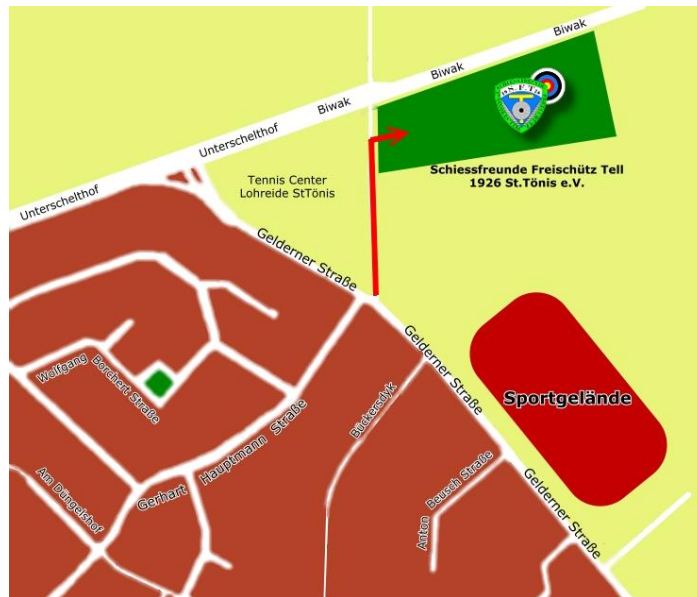 Biwak
Biwak
Biwak
S.F.T.
Unterschelthof
Unterschelthof
Schiessfreunde Freischütz Tell
1926 St.Tönis e.V.
Tennis Center
Lohreide StTönis
Gelderner Straße
Gelderner Straße
Wolfgang
Borchert Straße
Sportgelände
Bückersdyk
Gerhart Hauptmann Straße
Am Düngelshof
Anton Beusch Straße
Gelderner Straße